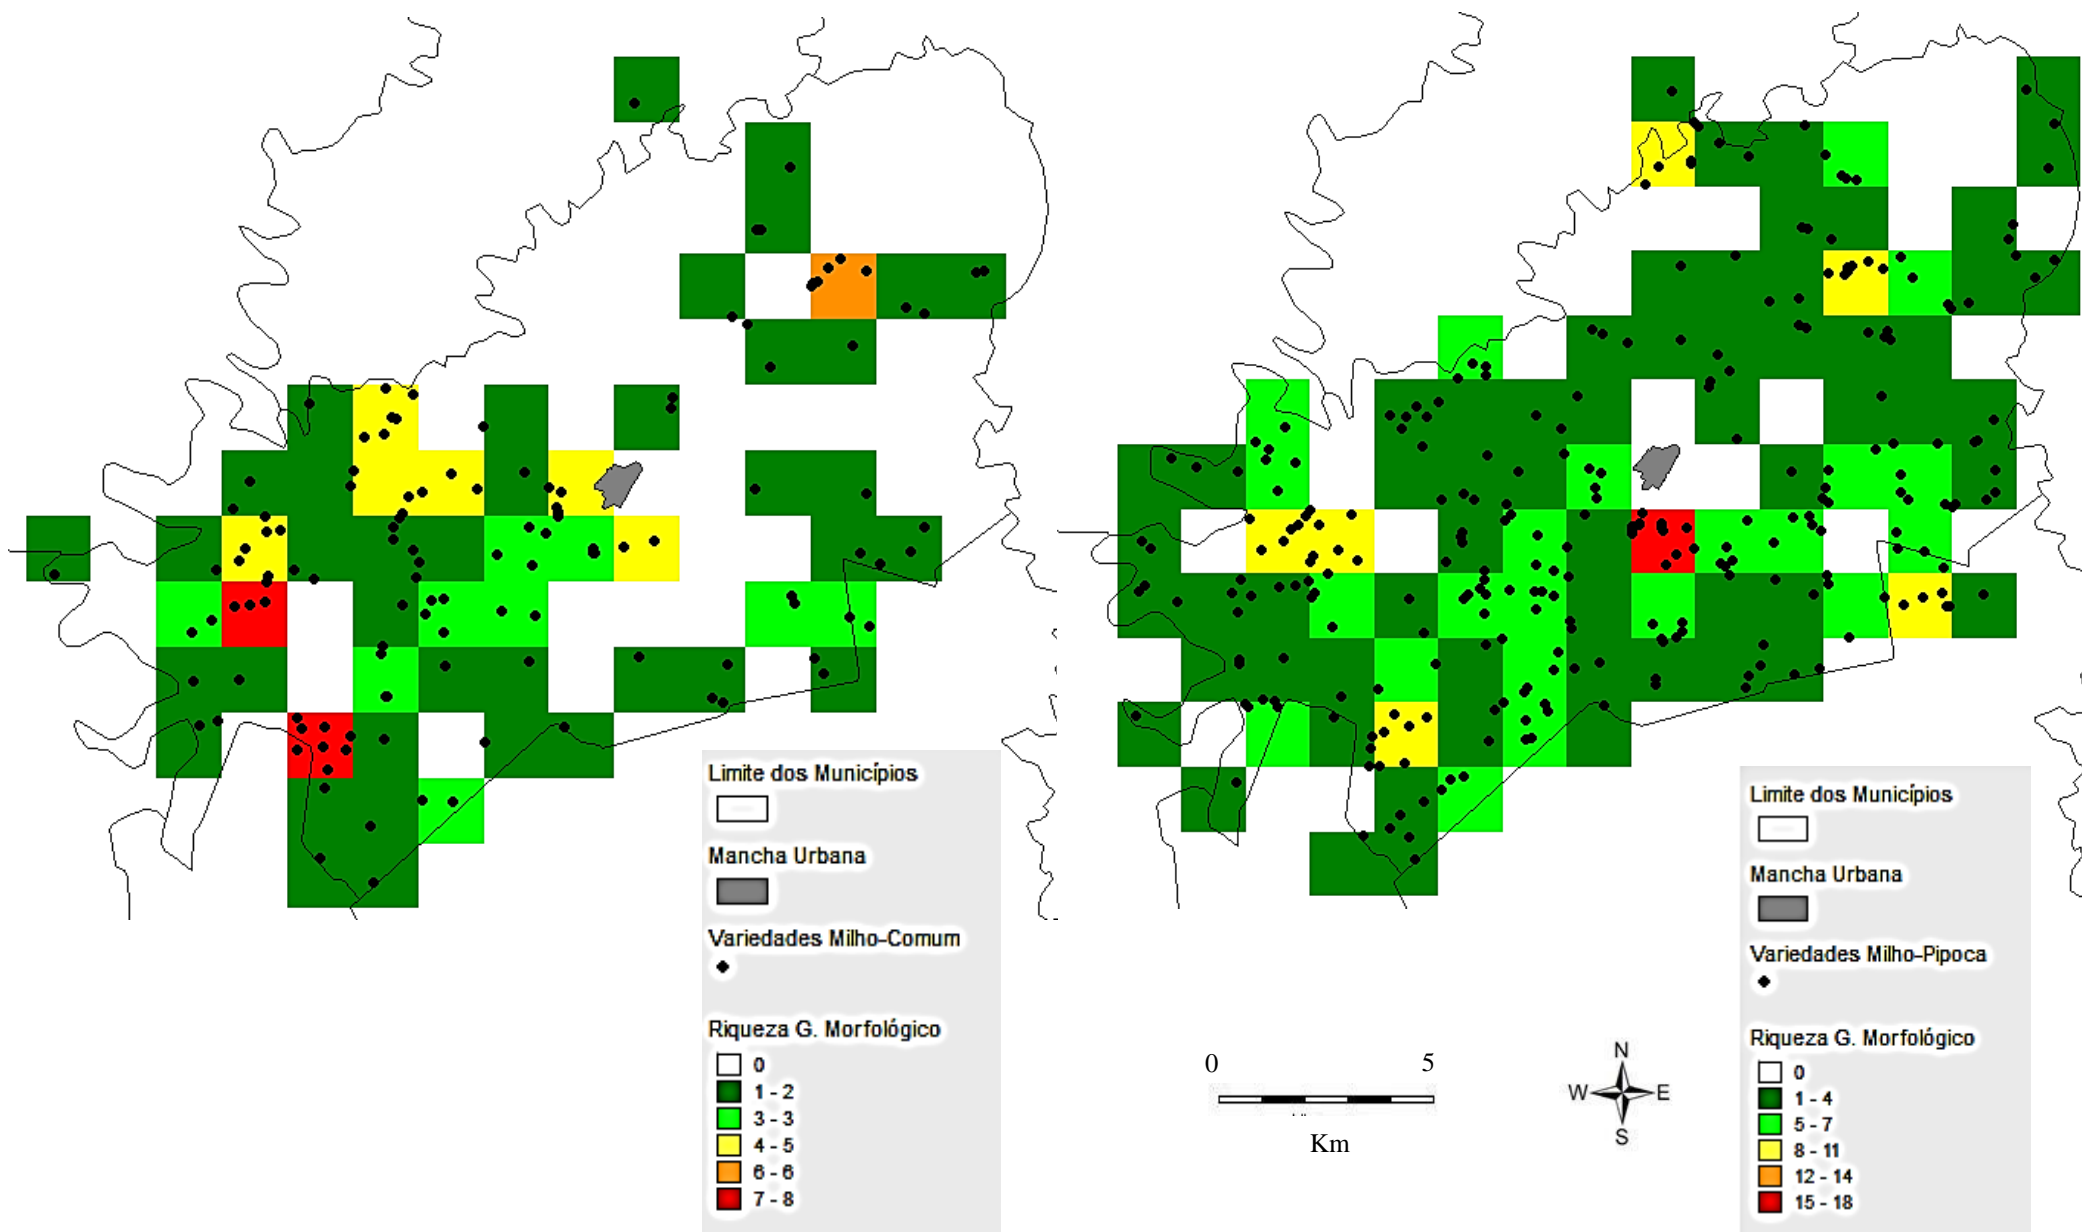 Limite dos Municípios
Mancha Urbana
Variedades Milho-Comum
Riqueza G. Morfológico
0
1 - 2
3 - 3
4 - 5
6 - 6
7 - 8
0 5
Km
N
W E
S
Limite dos Municípios
Mancha Urbana
Variedades Milho-Pipoca
Riqueza G. Morfológico
0
1 - 4
5 - 7
8 - 11
12 - 14
15 - 18